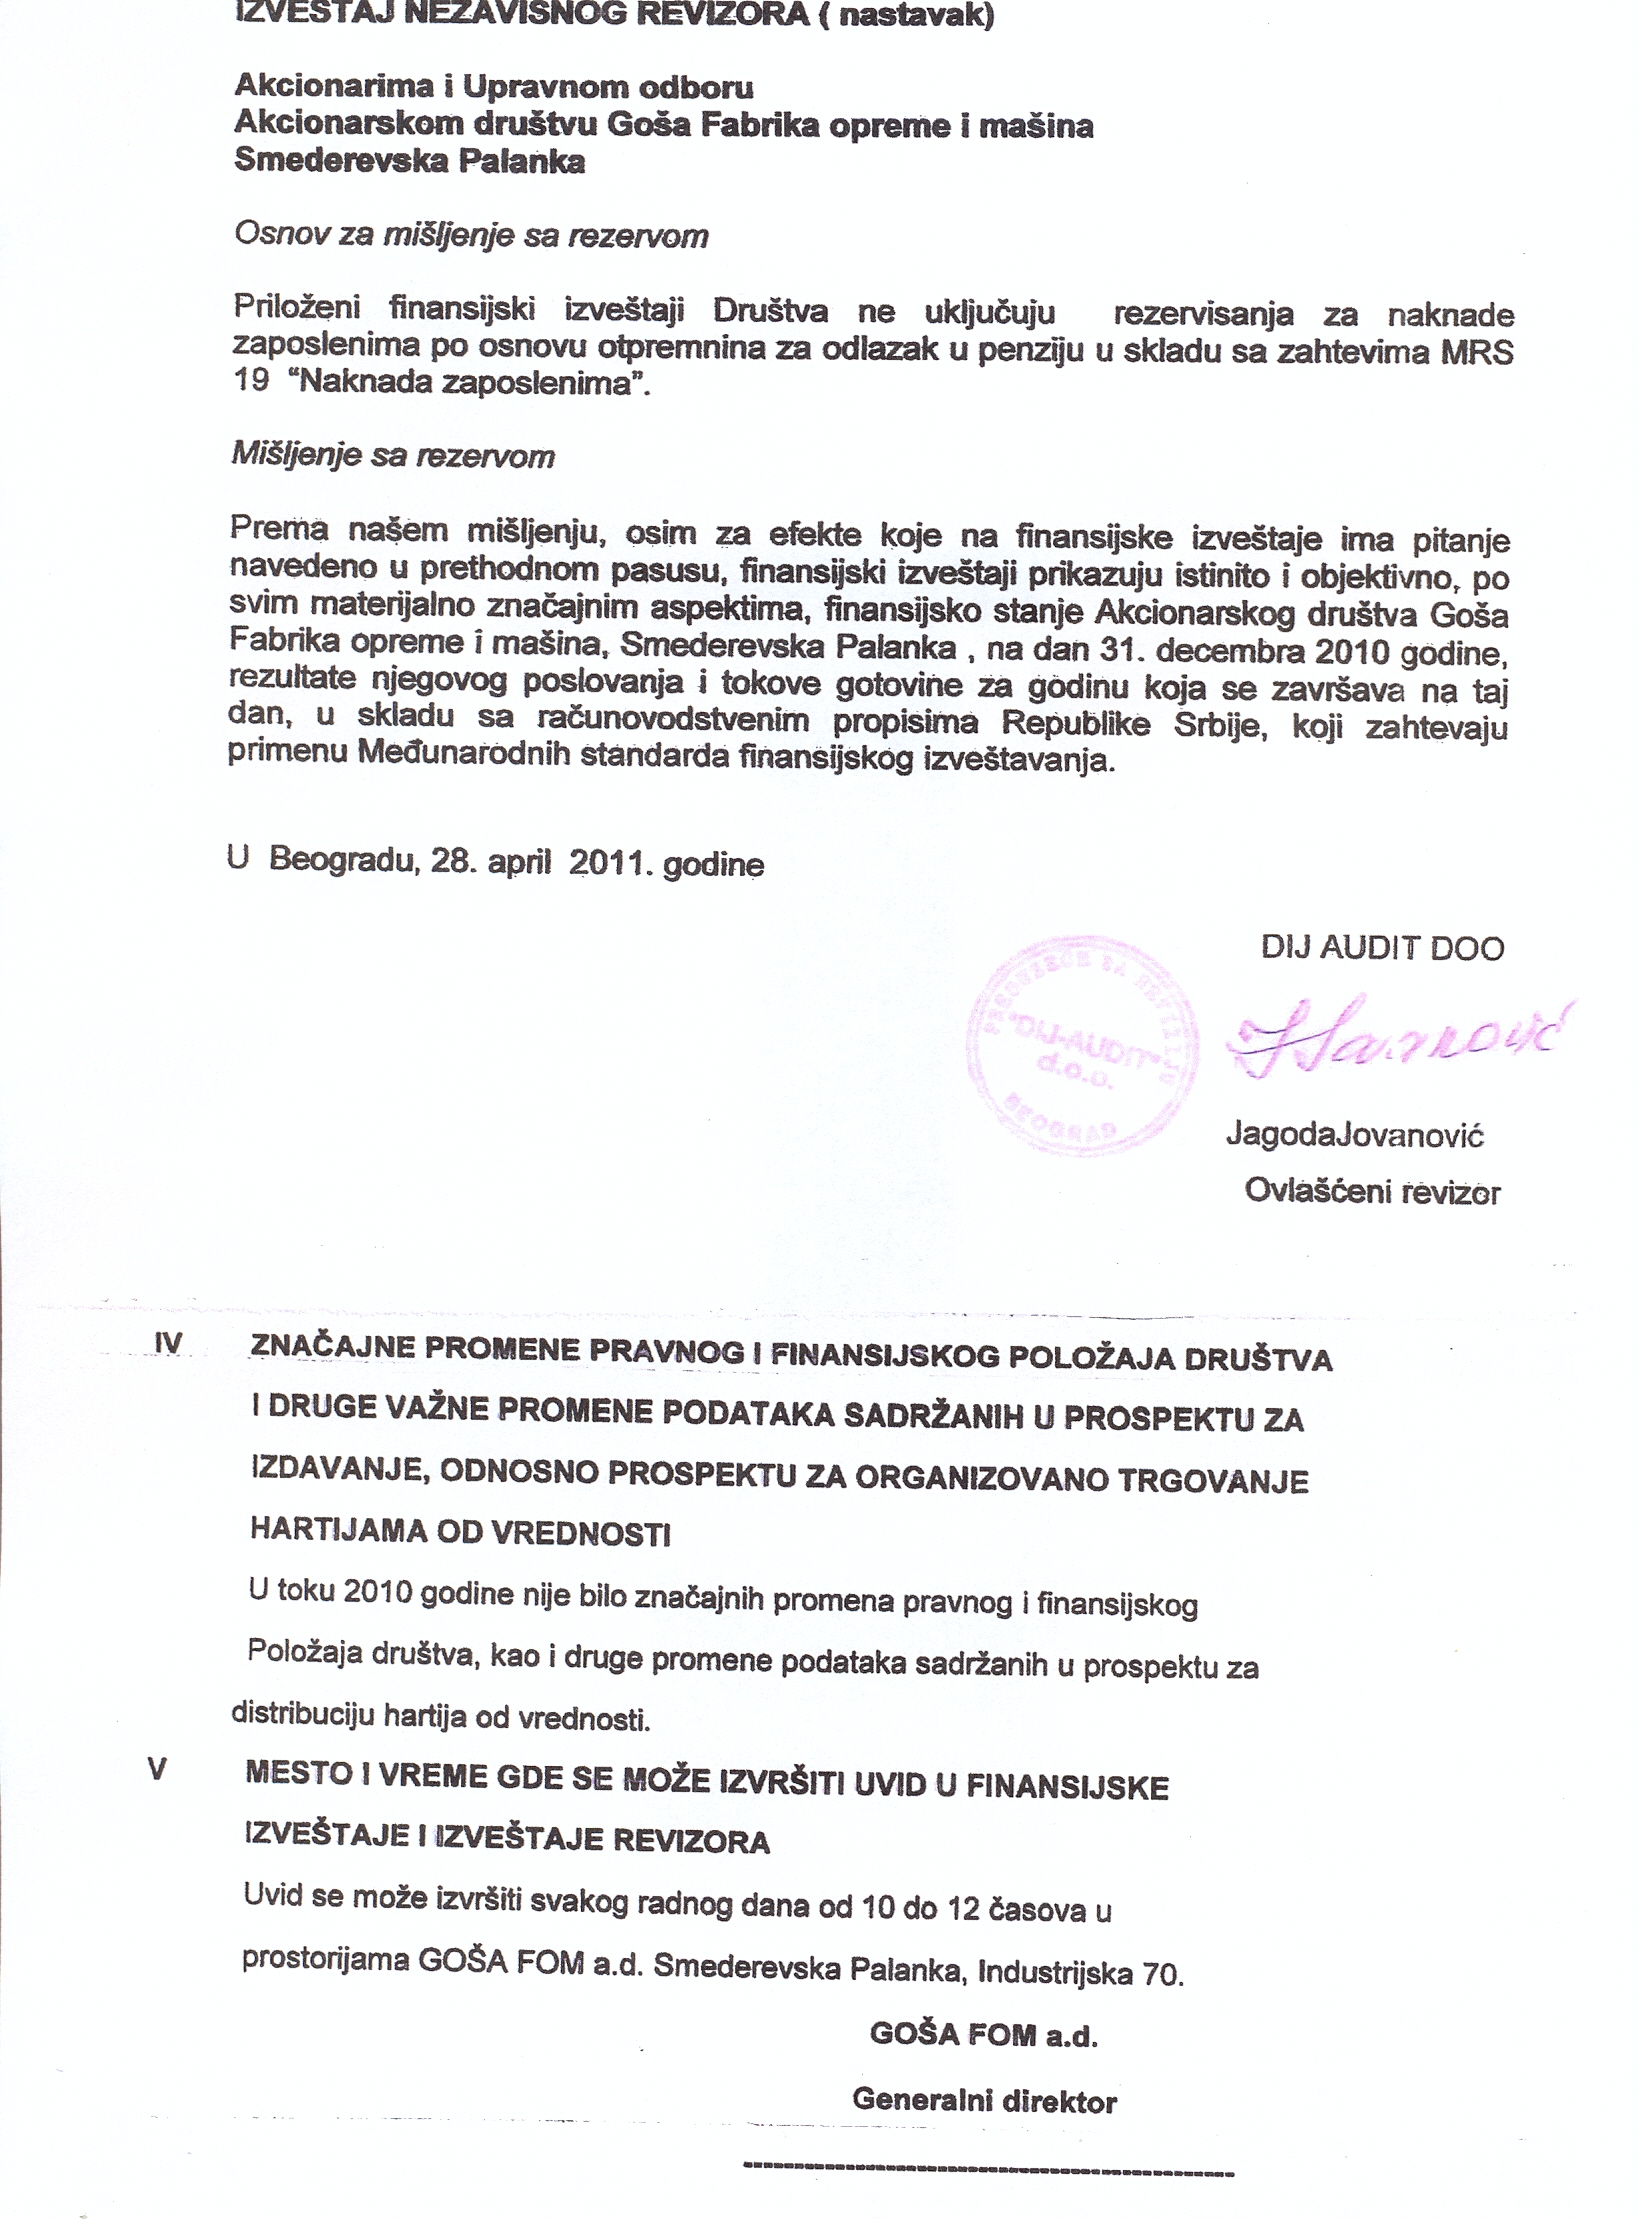 IZVEŠTAJ NEZAVISNOG REVIZORA ( nastavak)
Akcionarima i Upravnom odboru
Akcionarskom društvu Goša Fabrika opreme i mašina
Smederevska Palanka
Osnov za mišljenje sa rezervom
Priloženi finansijski izveštaji Društva ne uključuju rezervisanja za naknade
zaposlenima po osnovu otpremnina za odlazak u penziju u skladu sa zahtevima MRS
19 “Naknada zaposlenima”.
Mišljenje sa rezervom
Prema našem mišljenju, osim za efekte koje na finansijske izveštaje ima pitanje
navedeno u prethodnom pasusu, finansijski izveštaji prikazuju istinito i objektivno, po
svim materijalno značajnim aspektima, finansijsko stanje Akcionarskog društva Goša
Fabrika opreme i mašina, Smederevska Palanka , na dan 31. decembra 2010 godine,
rezultate njegovog poslovanja i tokove gotovine za godinu koja se završava na taj
dan, u skladu sa računovodstvenim propisima Republike Srbije, koji zahtevaju
primenu Međunarodnih standarda finansijskog izveštavanja.
U Beogradu, 28. april 2011. godine
DIJ AUDIT DOO
PREDUZEĆE ZA REVIZIJU
"DIJ-AUDIT"
d.o.o.
BEOGRAD
JagodaJovanović
Ovlašćeni revizor
IV ZNAČAJNE PROMENE PRAVNOG I FINANSIJSKOG POLOŽAJA DRUŠTVA
I DRUGE VAŽNE PROMENE PODATAKA SADRŽANIH U PROSPEKTU ZA
IZDAVANJE, ODNOSNO PROSPEKTU ZA ORGANIZOVANO TRGOVANJE
HARTIJAMA OD VREDNOSTI
U toku 2010 godine nije bilo značajnih promena pravnog i finansijskog
Položaja društva, kao i druge promene podataka sadržanih u prospektu za
distribuciju hartija od vrednosti.
V MESTO I VREME GDE SE MOŽE IZVRŠITI UVID U FINANSIJSKE
IZVEŠTAJE I IZVEŠTAJE REVIZORA
Uvid se može izvršiti svakog radnog dana od 10 do 12 časova u
prostorijama GOŠA FOM a.d. Smederevska Palanka, Industrijska 70.
GOŠA FOM a.d.
Generalni direktor